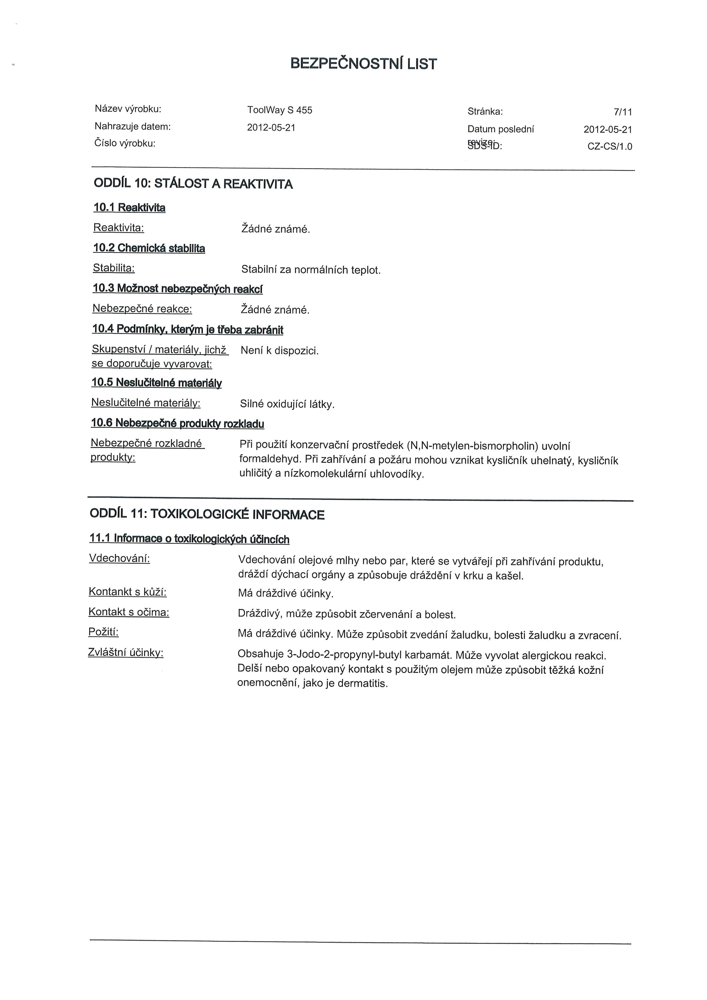 BEZPEČNOSTNÍ LIST
Název výrobku: ToolWay S 455 Stránka: 7/11
Nahrazuje datem: 2012-05-21 Datum poslední revize: 2012-05-21
Číslo výrobku: SDS-ID: CZ-CS/1.0
ODDÍL 10: STÁLOST A REAKTIVITA
10.1 Reaktivita
Reaktivita: Žádné známé.
10.2 Chemická stabilita
Stabilita: Stabilní za normálních teplot.
10.3 Možnost nebezpečných reakcí
Nebezpečné reakce: Žádné známé.
10.4 Podmínky, kterým je třeba zabránit
Skupenství / materiály, jichž Není k dispozici.
se doporučuje vyvarovat:
10.5 Neslučitelné materiály
Neslučitelné materiály: Silné oxidující látky.
10.6 Nebezpečné produkty rozkladu
Nebezpečné rozkladné Při použití konzervační prostředek (N,N-metylen-bismorpholin) uvolní
produkty: formaldehyd. Při zahřívání a požáru mohou vznikat kysličník uhelnatý, kysličník
uhličitý a nízkomolekulární uhlovodíky.
ODDÍL 11: TOXIKOLOGICKÉ INFORMACE
11.1 Informace o toxikologických účincích
Vdechování: Vdechování olejové mlhy nebo par, které se vytvářejí při zahřívání produktu,
dráždí dýchací orgány a způsobuje dráždění v krku a kašel.
Kontankt s kůží: Má dráždivé účinky.
Kontakt s očima: Dráždivý, může způsobit zčervenání a bolest.
Požití: Má dráždivé účinky. Může způsobit zvedání žaludku, bolesti žaludku a zvracení.
Zvláštní účinky: Obsahuje 3-Jodo-2-propynyl-butyl karbamát. Může vyvolat alergickou reakci.
Delší nebo opakovaný kontakt s použitým olejem může způsobit těžká kožní
onemocnění, jako je dermatitis.